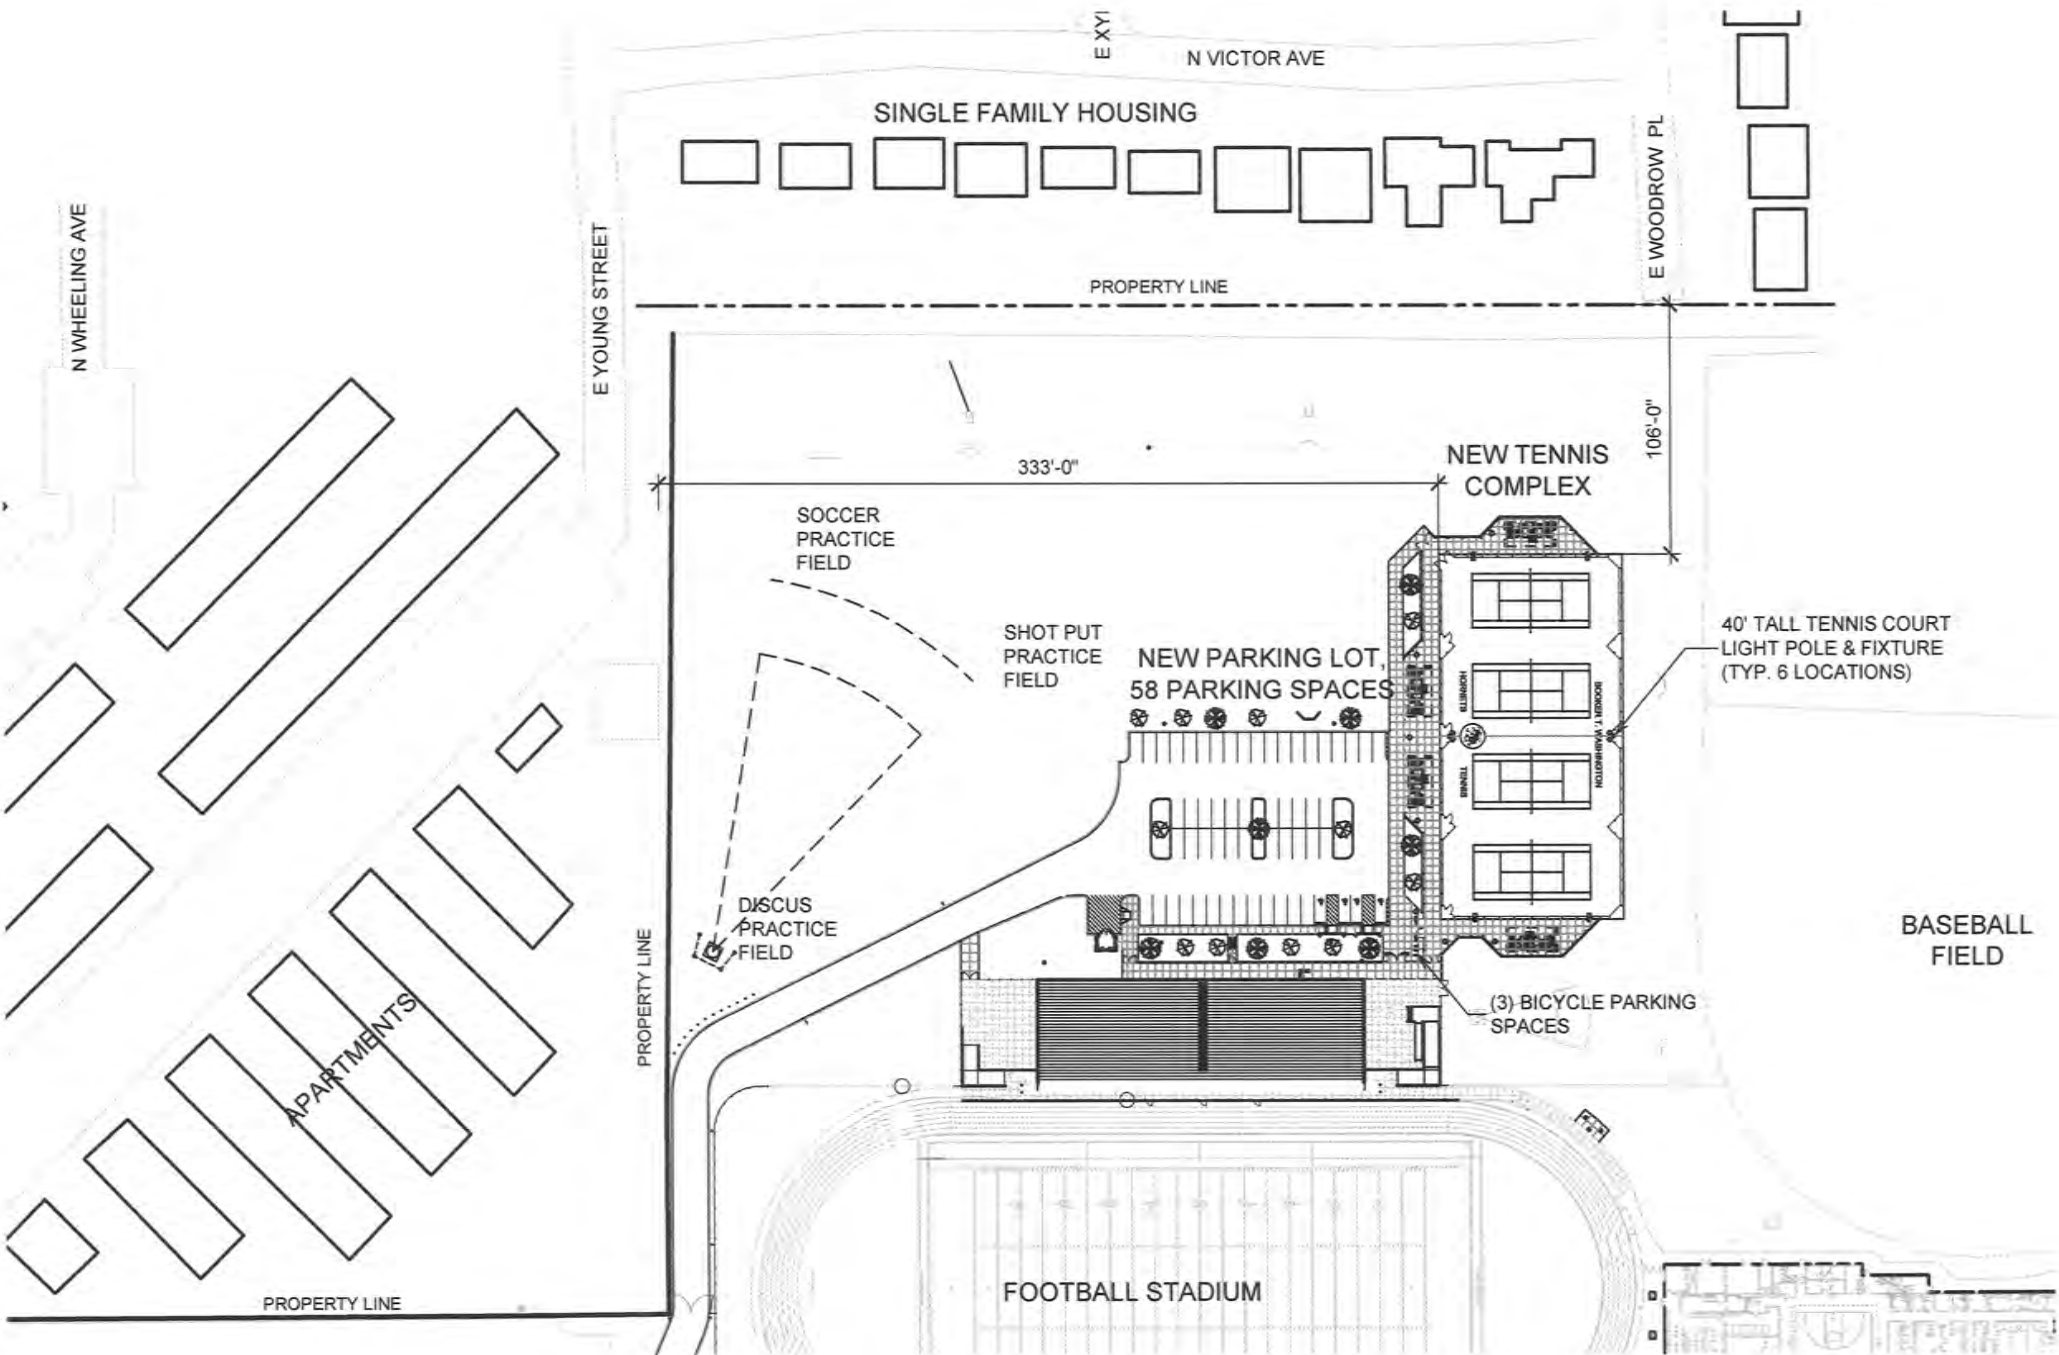 E XYI
N VICTOR AVE
SINGLE FAMILY HOUSING
N WHEELING AVE
E YOUNG STREET
E WOODROW PL
PROPERTY LINE
106'-0"
333'-0"
NEW TENNIS
COMPLEX
SOCCER
PRACTICE
FIELD
SHOT PUT
PRACTICE
FIELD
NEW PARKING LOT,
58 PARKING SPACES
40' TALL TENNIS COURT
LIGHT POLE & FIXTURE
(TYP. 6 LOCATIONS)
HORNETS
TENNIS
BOOKER T. WASHINGTON
DISCUS
PRACTICE
FIELD
PROPERTY LINE
BASEBALL
FIELD
(3) BICYCLE PARKING
SPACES
APARTMENTS
PROPERTY LINE
FOOTBALL STADIUM